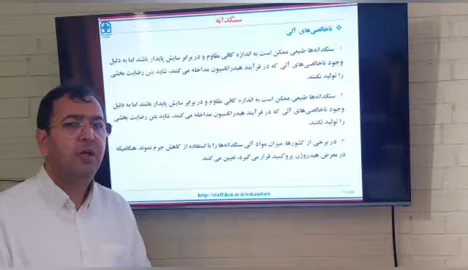 سنگدانه
ناخالصی‌های آلی
۱ سنگدانه‌ها طبیعی ممکن است به اندازه کافی مقاوم و در برابر سایش پایدار باشند اما به دلیل
وجود ناخالصی‌های آلی که در فرآیند هیدراتاسیون مداخله می کنند، شاید بتن رضایت بخشی
را تولید نکنند.
۲ سنگدانه‌ها طبیعی ممکن است به اندازه کافی مقاوم و در برابر سایش پایدار باشند اما به دلیل
وجود ناخالصی‌های آلی که در فرآیند هیدراتاسیون مداخله می کنند، شاید بتن رضایت بخشی
را تولید نکنند.
۳ در برخی از کشورها، میزان مواد آلی سنگدانه‌ها را با استفاده از کاهش جرم نمونه، هنگامیکه
در معرض هیدروژن پروکسید قرار می گیرد، تعیین می کنند